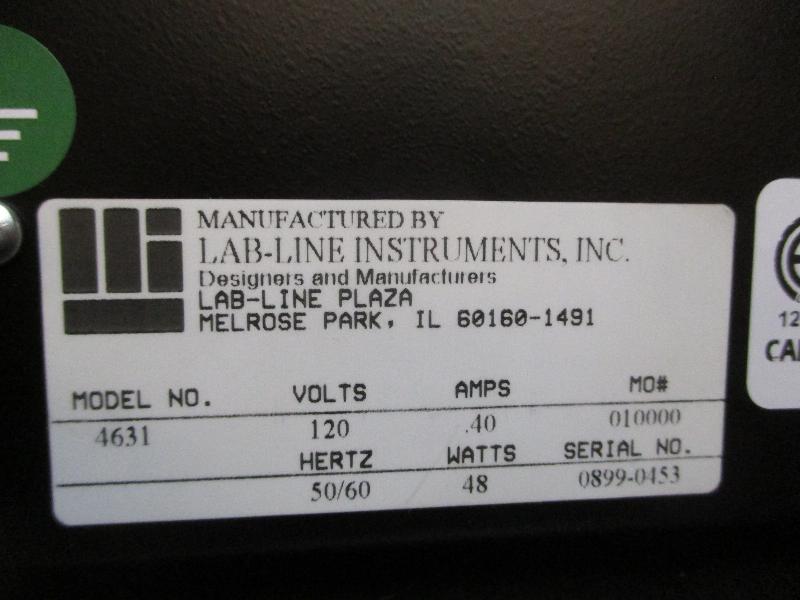 MANUFACTURED BY
LAB-LINE INSTRUMENTS, INC.
Designers and Manufacturers
LAB-LINE PLAZA
MELROSE PARK, IL 60160-1491
MODEL NO. VOLTS AMPS MO#
4631 120 .40 010000
HERTZ WATTS SERIAL NO.
50/60 48 0899-0453
12